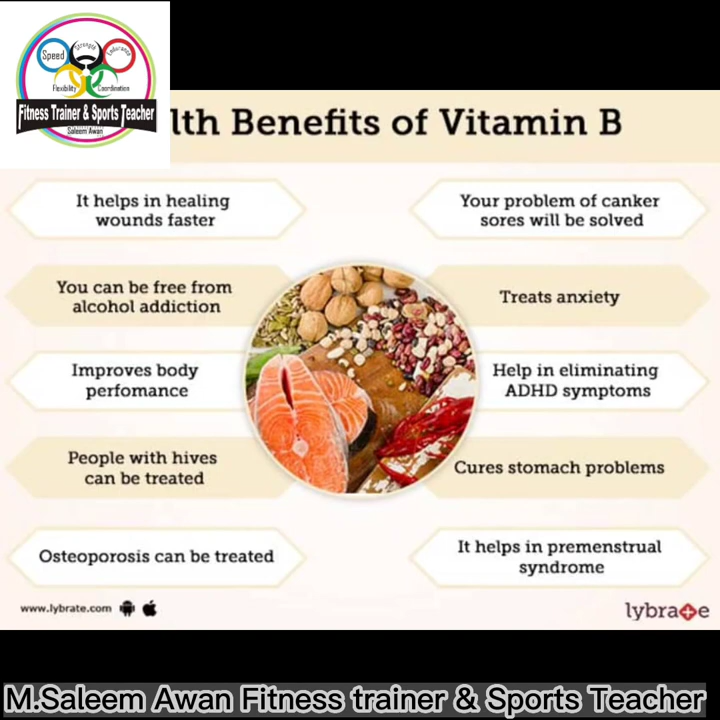 Speed
Strength
Endurance
Flexibility
Coordination
Fitness Trainer & Sports Teacher
Saleem Awan
lth Benefits of Vitamin B
It helps in healing
wounds faster
Your problem of canker
sores will be solved
You can be free from
alcohol addiction
Treats anxiety
Improves body
perfomance
Help in eliminating
ADHD symptoms
People with hives
can be treated
Cures stomach problems
Osteoporosis can be treated
It helps in premenstrual
syndrome
www.lybrate.com
lybrate
M.Saleem Awan Fitness trainer & Sports Teacher